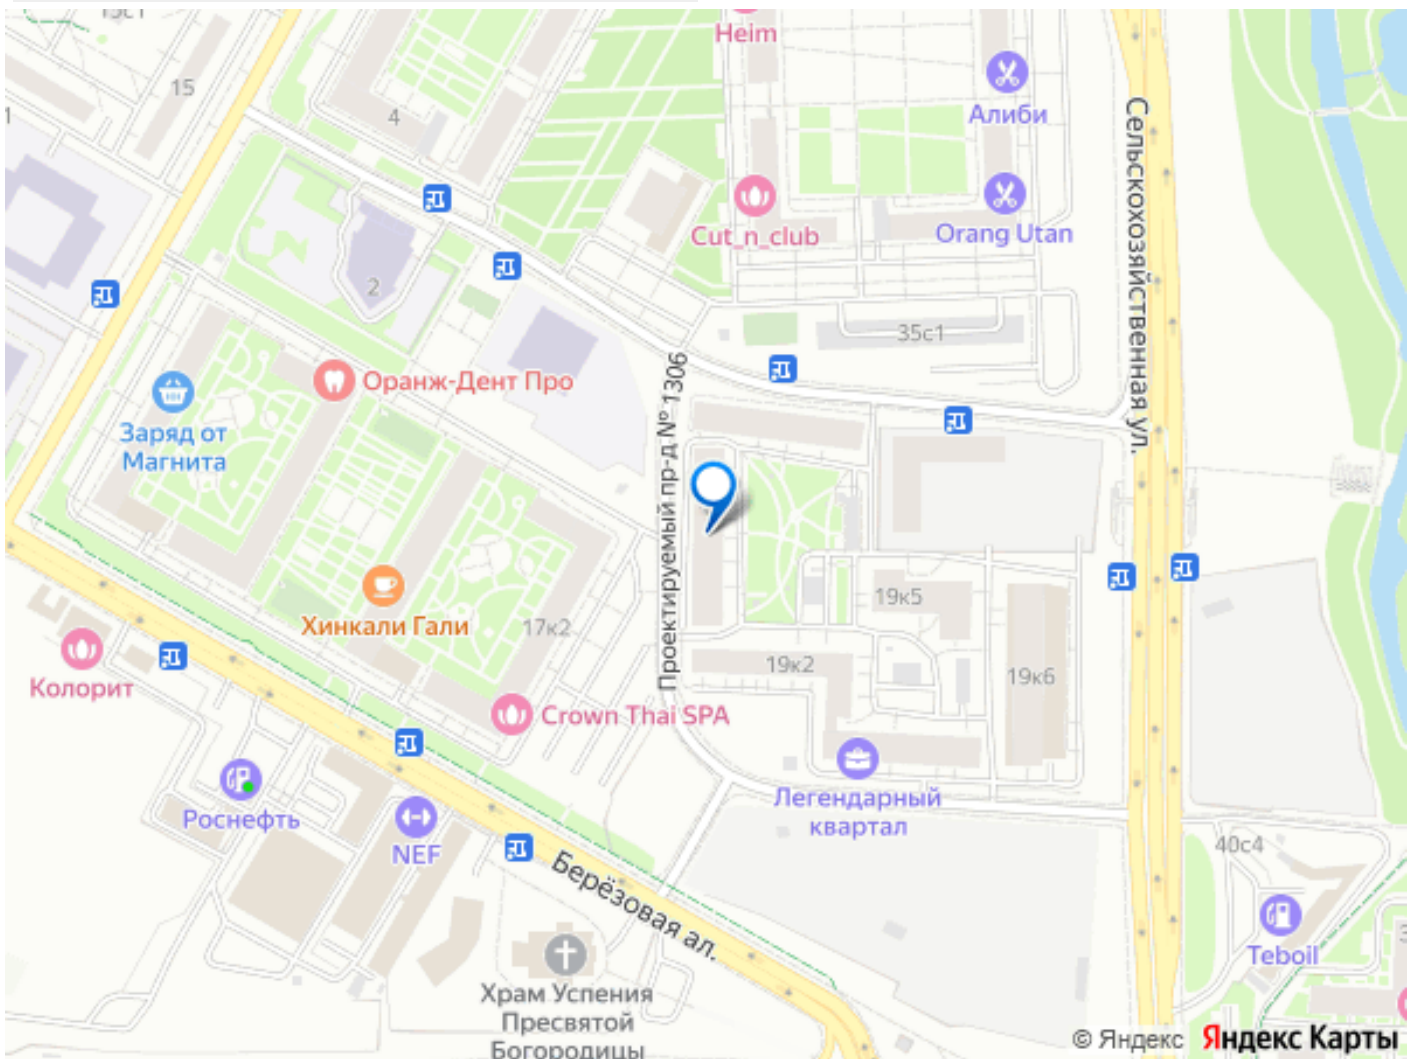 15с1
Heim
15
4
Алиби
Cut_n_club
Orang Utan
Сельскохозяйственная ул.
2
35с1
Оранж-Дент Про
Заряд от
Магнита
Проектируемый пр-д № 1306
Хинкали Гали
17к2
19к5
19к2
19к6
Колорит
Crown Thai SPA
Роснефть
NEF
Легендарный
квартал
40с4
Берёзовая ал.
Teboil
Храм Успения
Пресвятой
Богородицы
© Яндекс Яндекс Карты